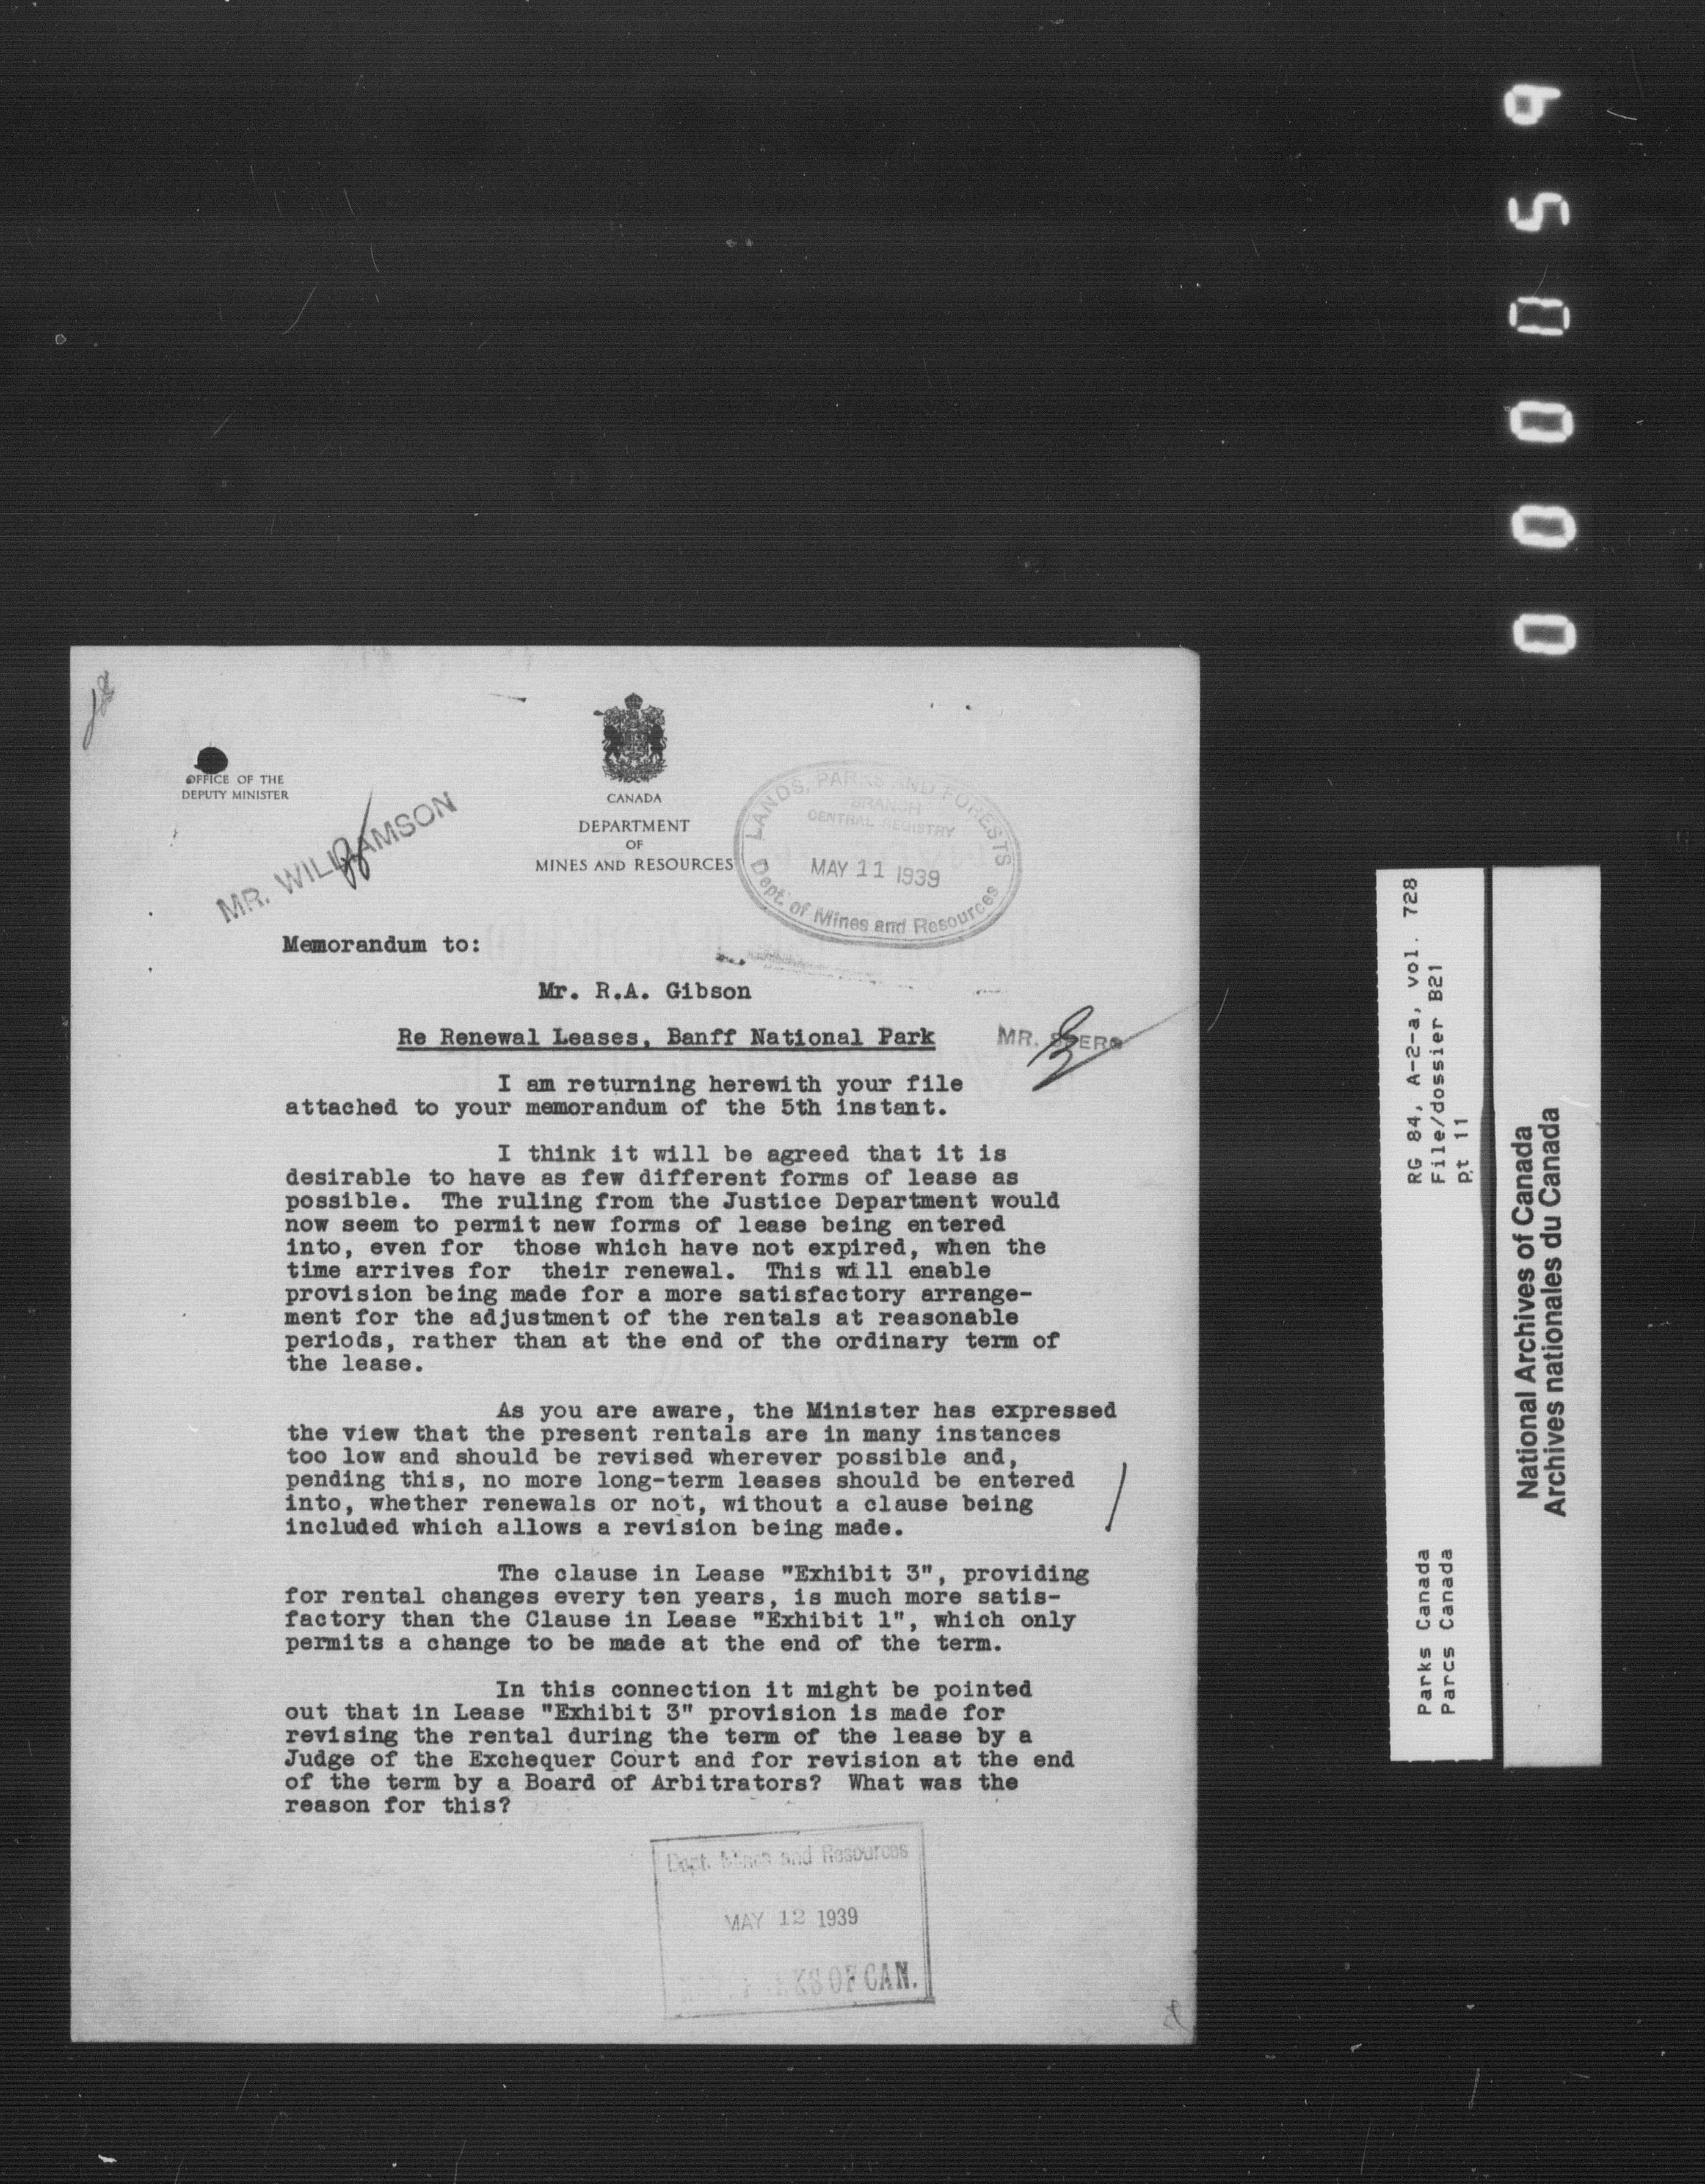 000059
OFFICE OF THE
DEPUTY MINISTER
CANADA
DEPARTMENT
OF
MINES AND RESOURCES
LANDS, PARKS AND FORESTS
BRANCH
CENTRAL REGISTRY
MAY 11 1939
Dept. of Mines and Resources
MR. WILLIAMSON
Memorandum to:
Mr. R.A. Gibson
Re Renewal Leases, Banff National Park
MR. SPERO
I am returning herewith your file
attached to your memorandum of the 5th instant.
I think it will be agreed that it is
desirable to have as few different forms of lease as
possible. The ruling from the Justice Department would
now seem to permit new forms of lease being entered
into, even for those which have not expired, when the
time arrives for their renewal. This will enable
provision being made for a more satisfactory arrange-
ment for the adjustment of the rentals at reasonable
periods, rather than at the end of the ordinary term of
the lease.
As you are aware, the Minister has expressed
the view that the present rentals are in many instances
too low and should be revised wherever possible and,
pending this, no more long-term leases should be entered
into, whether renewals or not, without a clause being
included which allows a revision being made.
The clause in Lease "Exhibit 3", providing
for rental changes every ten years, is much more satis-
factory than the Clause in Lease "Exhibit 1", which only
permits a change to be made at the end of the term.
In this connection it might be pointed
out that in Lease "Exhibit 3" provision is made for
revising the rental during the term of the lease by a
Judge of the Exchequer Court and for revision at the end
of the term by a Board of Arbitrators? What was the
reason for this?
Dept. Mines and Resources
MAY 12 1939
PARKS OF CAN.
Parks Canada
Parcs Canada
RG 84, A-2-a, vol. 728
File/dossier B21
pt 11
National Archives of Canada
Archives nationales du Canada